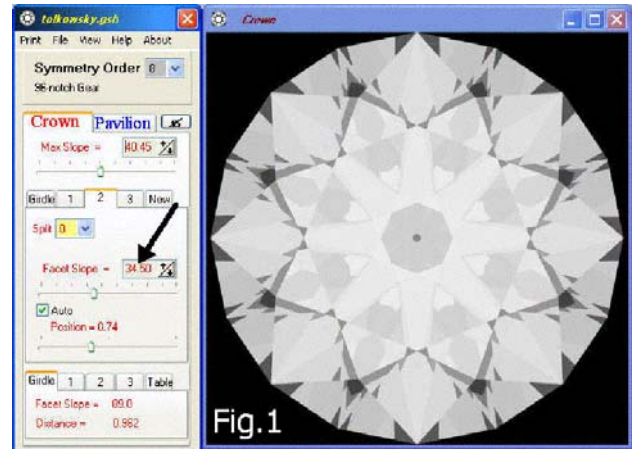 tolkowsky.gsh
Print File View Help About
Symmetry Order 8
96-notch Gear
Crown Pavilion
Max Slope = 40.45
Girdle 1 2 3 New
Split 0
Facet Slope = 34.50
Auto
Position = 0.74
Girdle 1 2 3 Table
Facet Slope = 89.0
Distance = 0.982
Crown
Fig.1